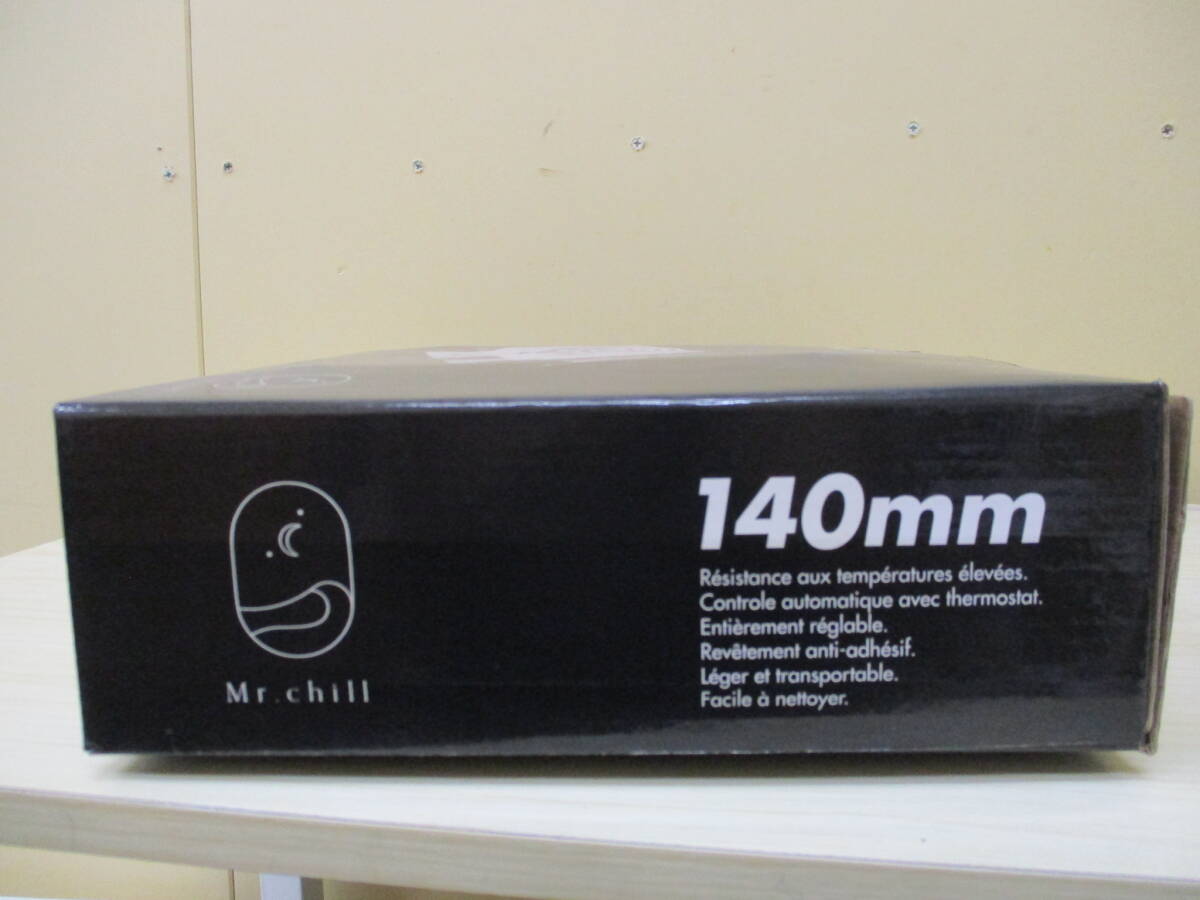 Mr.chill
140mm
Résistance aux températures élevées.
Controle automatique avec thermostat.
Entièrement réglable.
Revêtement anti-adhésif.
Léger et transportable.
Facile à nettoyer.